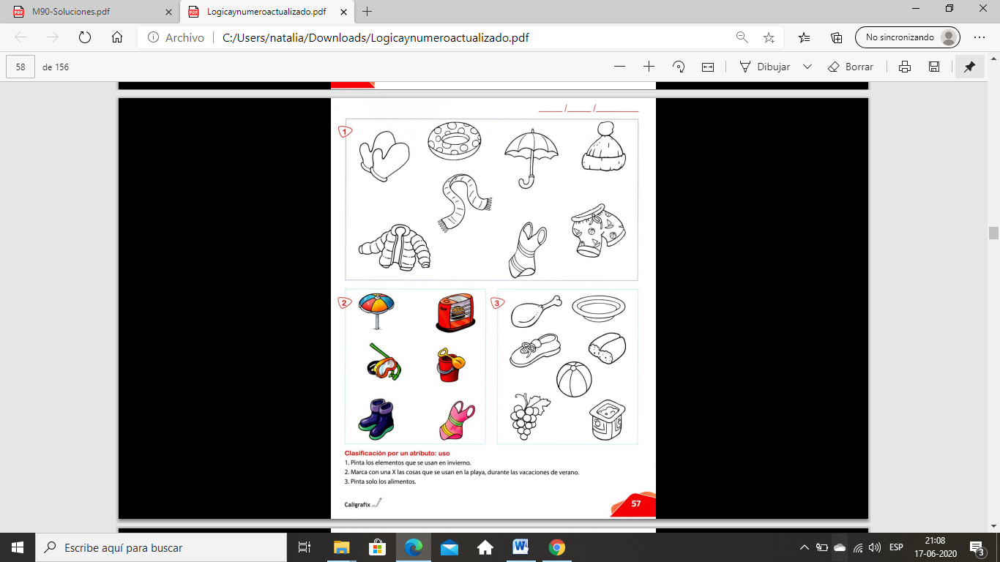 M90-Soluciones.pdf
Logicaynumeroactualizado.pdf
Archivo
C:/Users/natalia/Downloads/Logicaynumeroactualizado.pdf
No sincronizando
58 de 156
Dibujar
Borrar
_____ /_____ /_________
1
2
3
Clasificación por un atributo: uso
1. Pinta los elementos que se usan en invierno.
2. Marca con una X las cosas que se usan en la playa, durante las vacaciones de verano.
3. Pinta solo los alimentos.
Caligrafix
57
Escribe aquí para buscar
ESP
21:08
17-06-2020
3